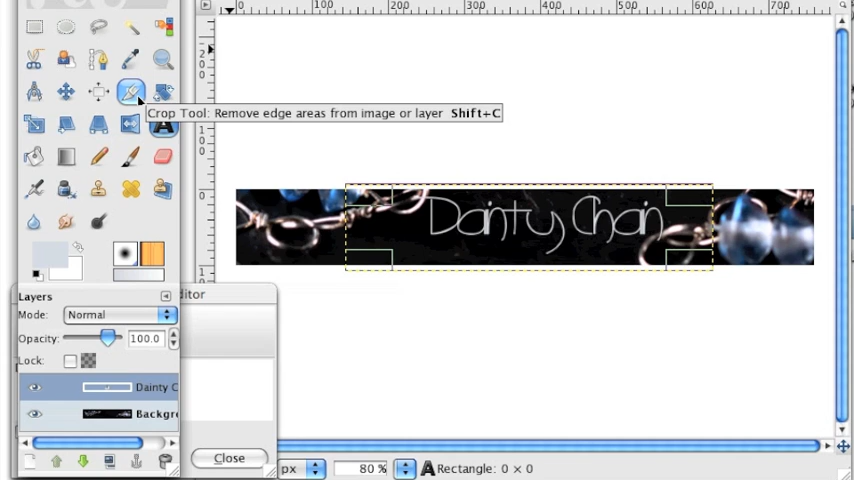 0 100 200 300 400 500 600 700
Crop Tool: Remove edge areas from image or layer Shift+C
A
Dainty Chain
Layers
ditor
Mode: Normal
Opacity: 100.0
Lock:
Dainty C
Backgro
Close
px 80 % A Rectangle: 0 × 0